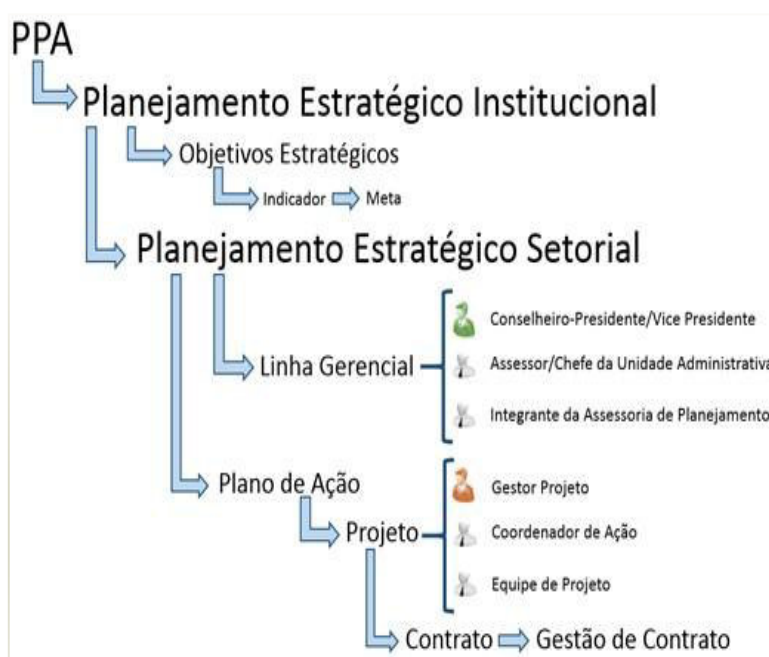 PPA
Planejamento Estratégico Institucional
Objetivos Estratégicos
Indicador Meta
Planejamento Estratégico Setorial
Conselheiro-Presidente/Vice Presidente
Linha Gerencial
Assessor/Chefe da Unidade Administrativa
Integrante da Assessoria de Planejamento
Plano de Ação
Gestor Projeto
Projeto
Coordenador de Ação
Equipe de Projeto
Contrato Gestão de Contrato